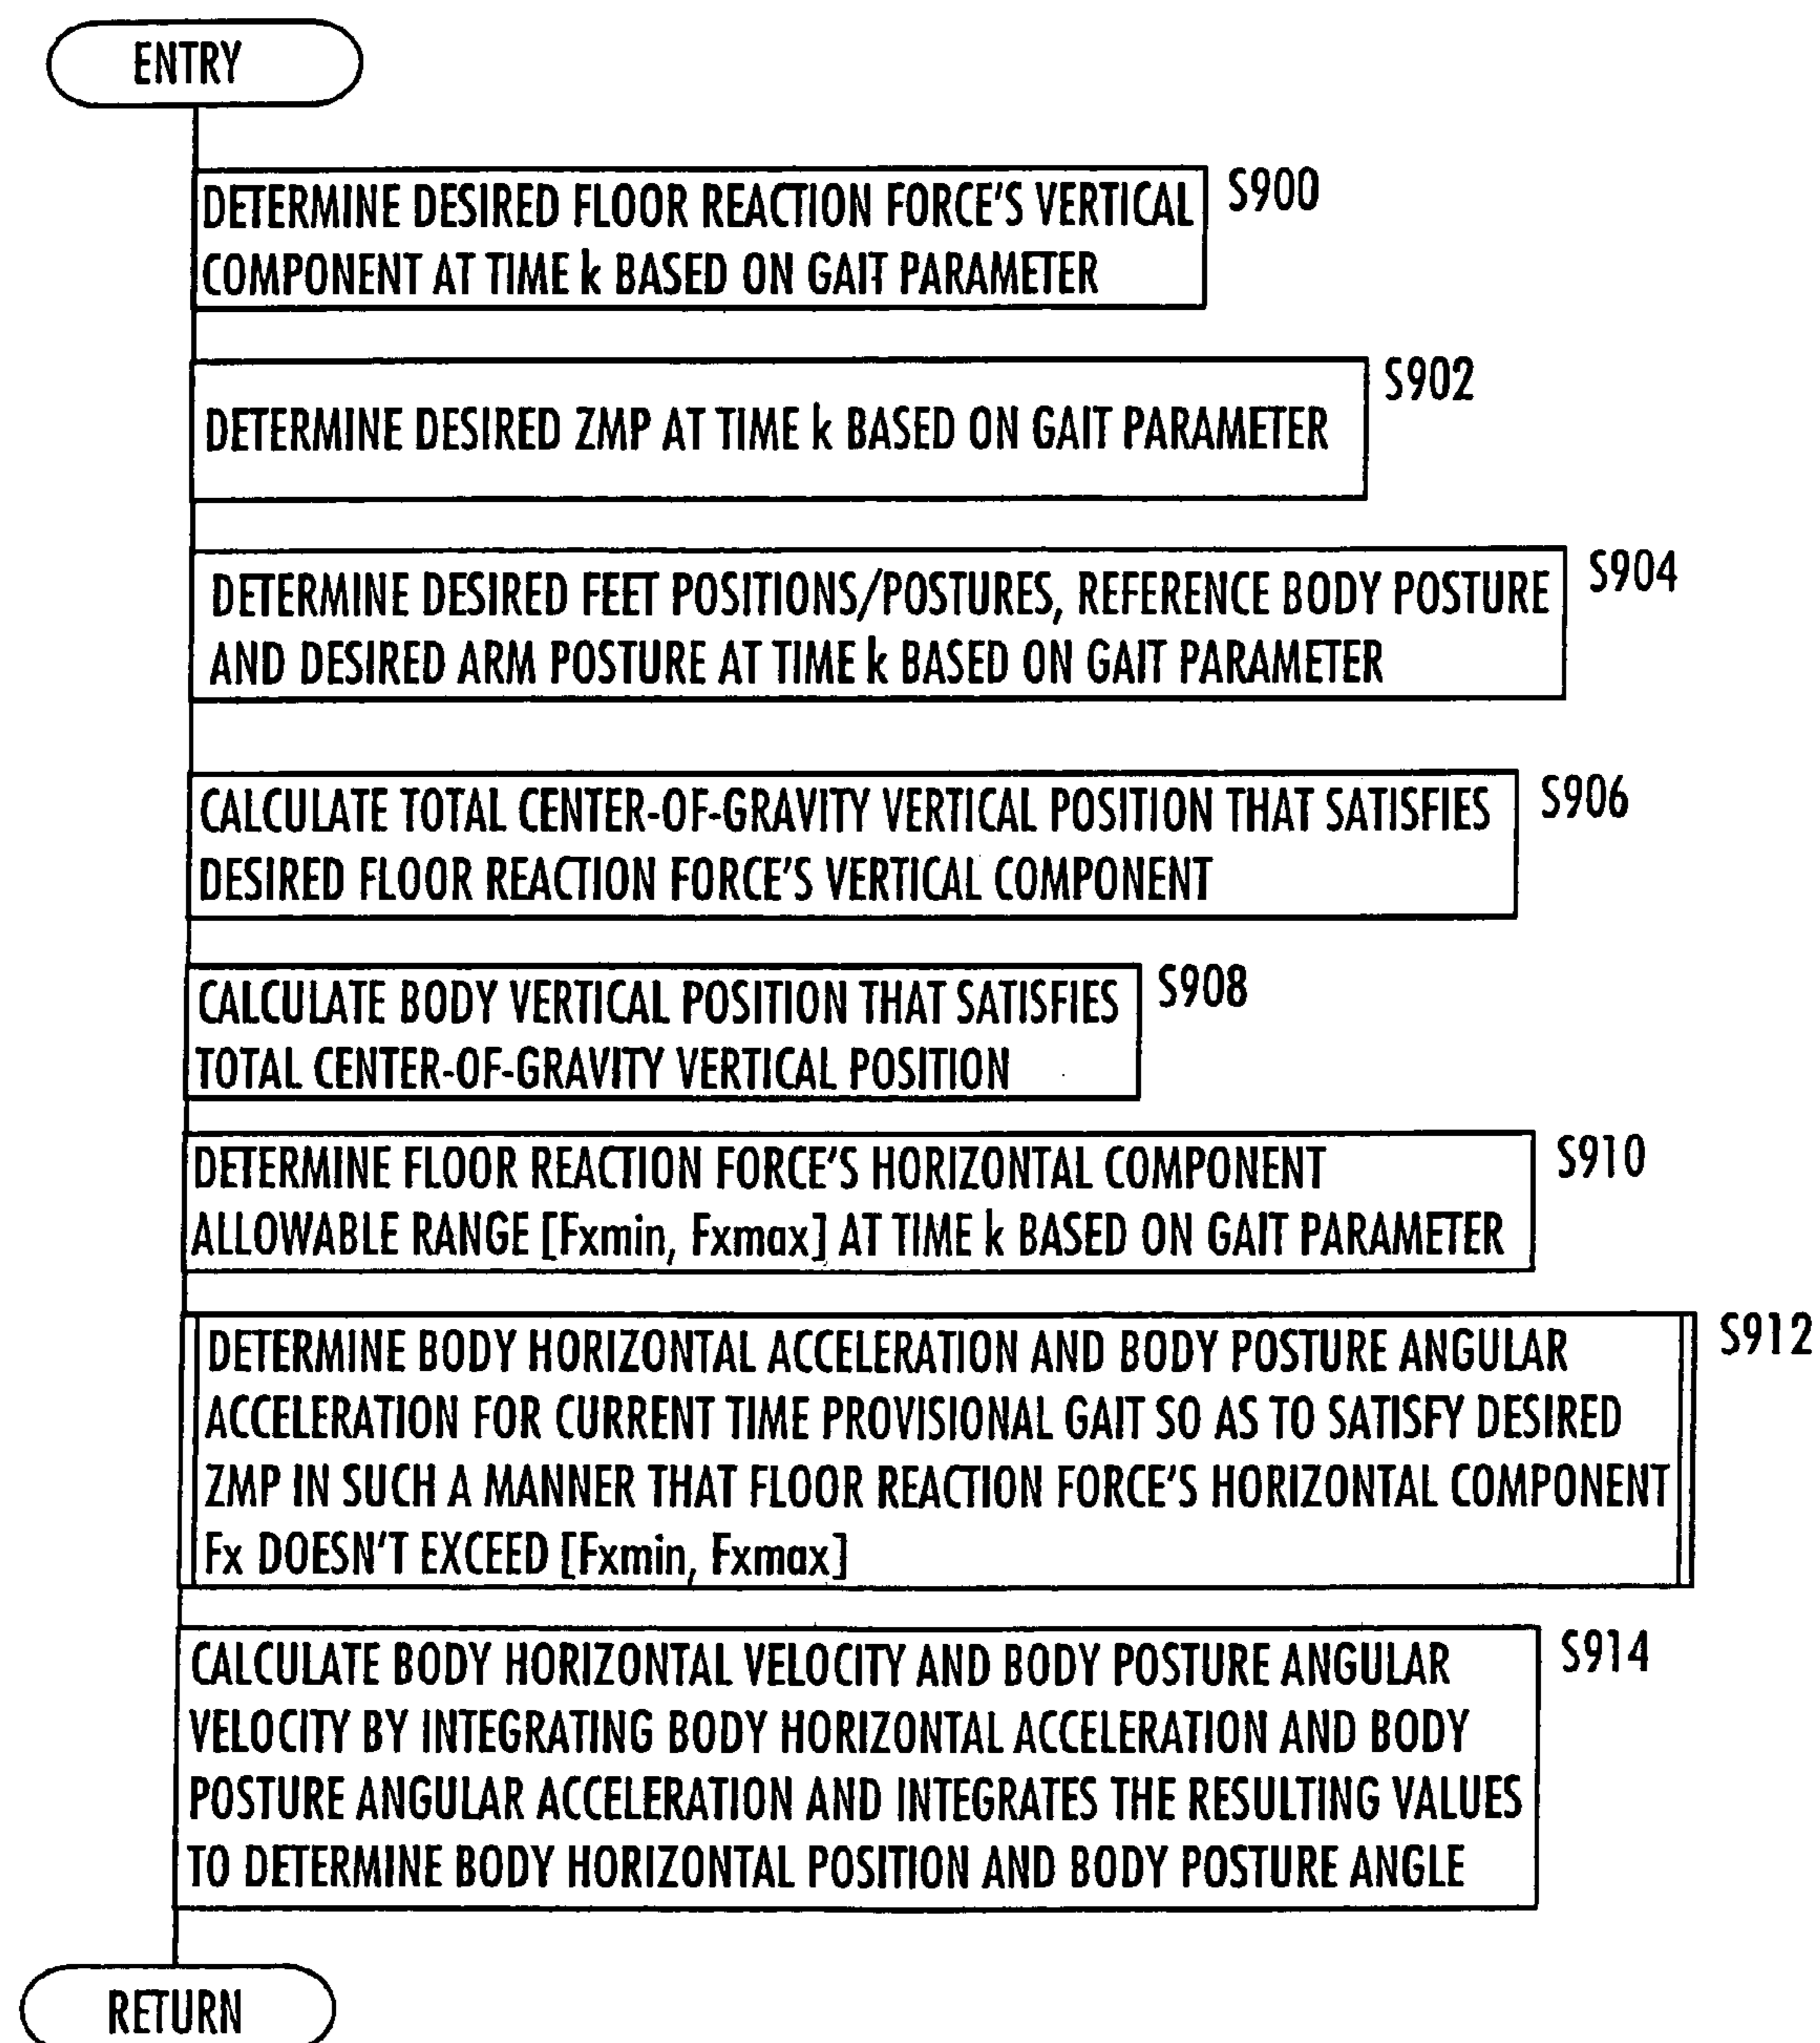 ENTRY
DETERMINE DESIRED FLOOR REACTION FORCE'S VERTICAL
COMPONENT AT TIME k BASED ON GAIT PARAMETER
S900
DETERMINE DESIRED ZMP AT TIME k BASED ON GAIT PARAMETER
S902
DETERMINE DESIRED FEET POSITIONS/POSTURES, REFERENCE BODY POSTURE
AND DESIRED ARM POSTURE AT TIME k BASED ON GAIT PARAMETER
S904
CALCULATE TOTAL CENTER-OF-GRAVITY VERTICAL POSITION THAT SATISFIES
DESIRED FLOOR REACTION FORCE'S VERTICAL COMPONENT
S906
CALCULATE BODY VERTICAL POSITION THAT SATISFIES
TOTAL CENTER-OF-GRAVITY VERTICAL POSITION
S908
DETERMINE FLOOR REACTION FORCE'S HORIZONTAL COMPONENT
ALLOWABLE RANGE [Fxmin, Fxmax] AT TIME k BASED ON GAIT PARAMETER
S910
DETERMINE BODY HORIZONTAL ACCELERATION AND BODY POSTURE ANGULAR
ACCELERATION FOR CURRENT TIME PROVISIONAL GAIT SO AS TO SATISFY DESIRED
ZMP IN SUCH A MANNER THAT FLOOR REACTION FORCE'S HORIZONTAL COMPONENT
Fx DOESN'T EXCEED [Fxmin, Fxmax]
S912
CALCULATE BODY HORIZONTAL VELOCITY AND BODY POSTURE ANGULAR
VELOCITY BY INTEGRATING BODY HORIZONTAL ACCELERATION AND BODY
POSTURE ANGULAR ACCELERATION AND INTEGRATES THE RESULTING VALUES
TO DETERMINE BODY HORIZONTAL POSITION AND BODY POSTURE ANGLE
S914
RETURN